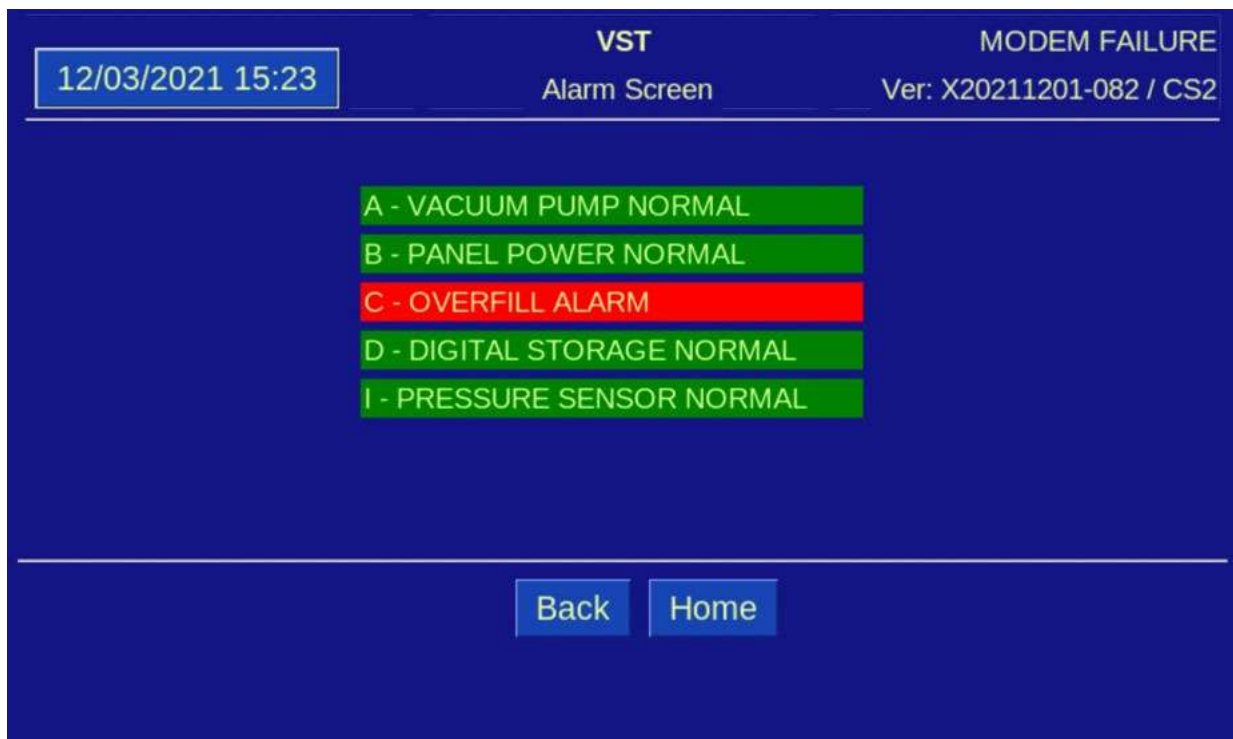 12/03/2021 15:23
VST
Alarm Screen
MODEM FAILURE
Ver: X20211201-082 / CS2
A - VACUUM PUMP NORMAL
B - PANEL POWER NORMAL
C - OVERFILL ALARM
D - DIGITAL STORAGE NORMAL
I - PRESSURE SENSOR NORMAL
Back
Home